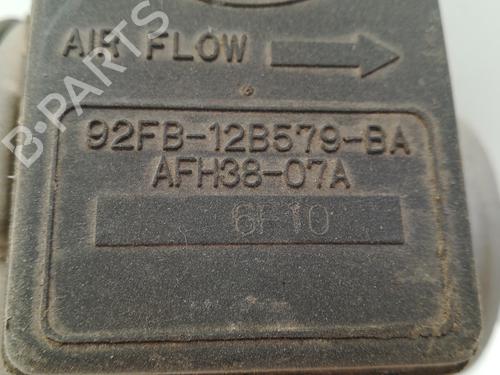 AIR FLOW
92FB-12B579-BA
AFH38-07A
6F10
B-PARTS